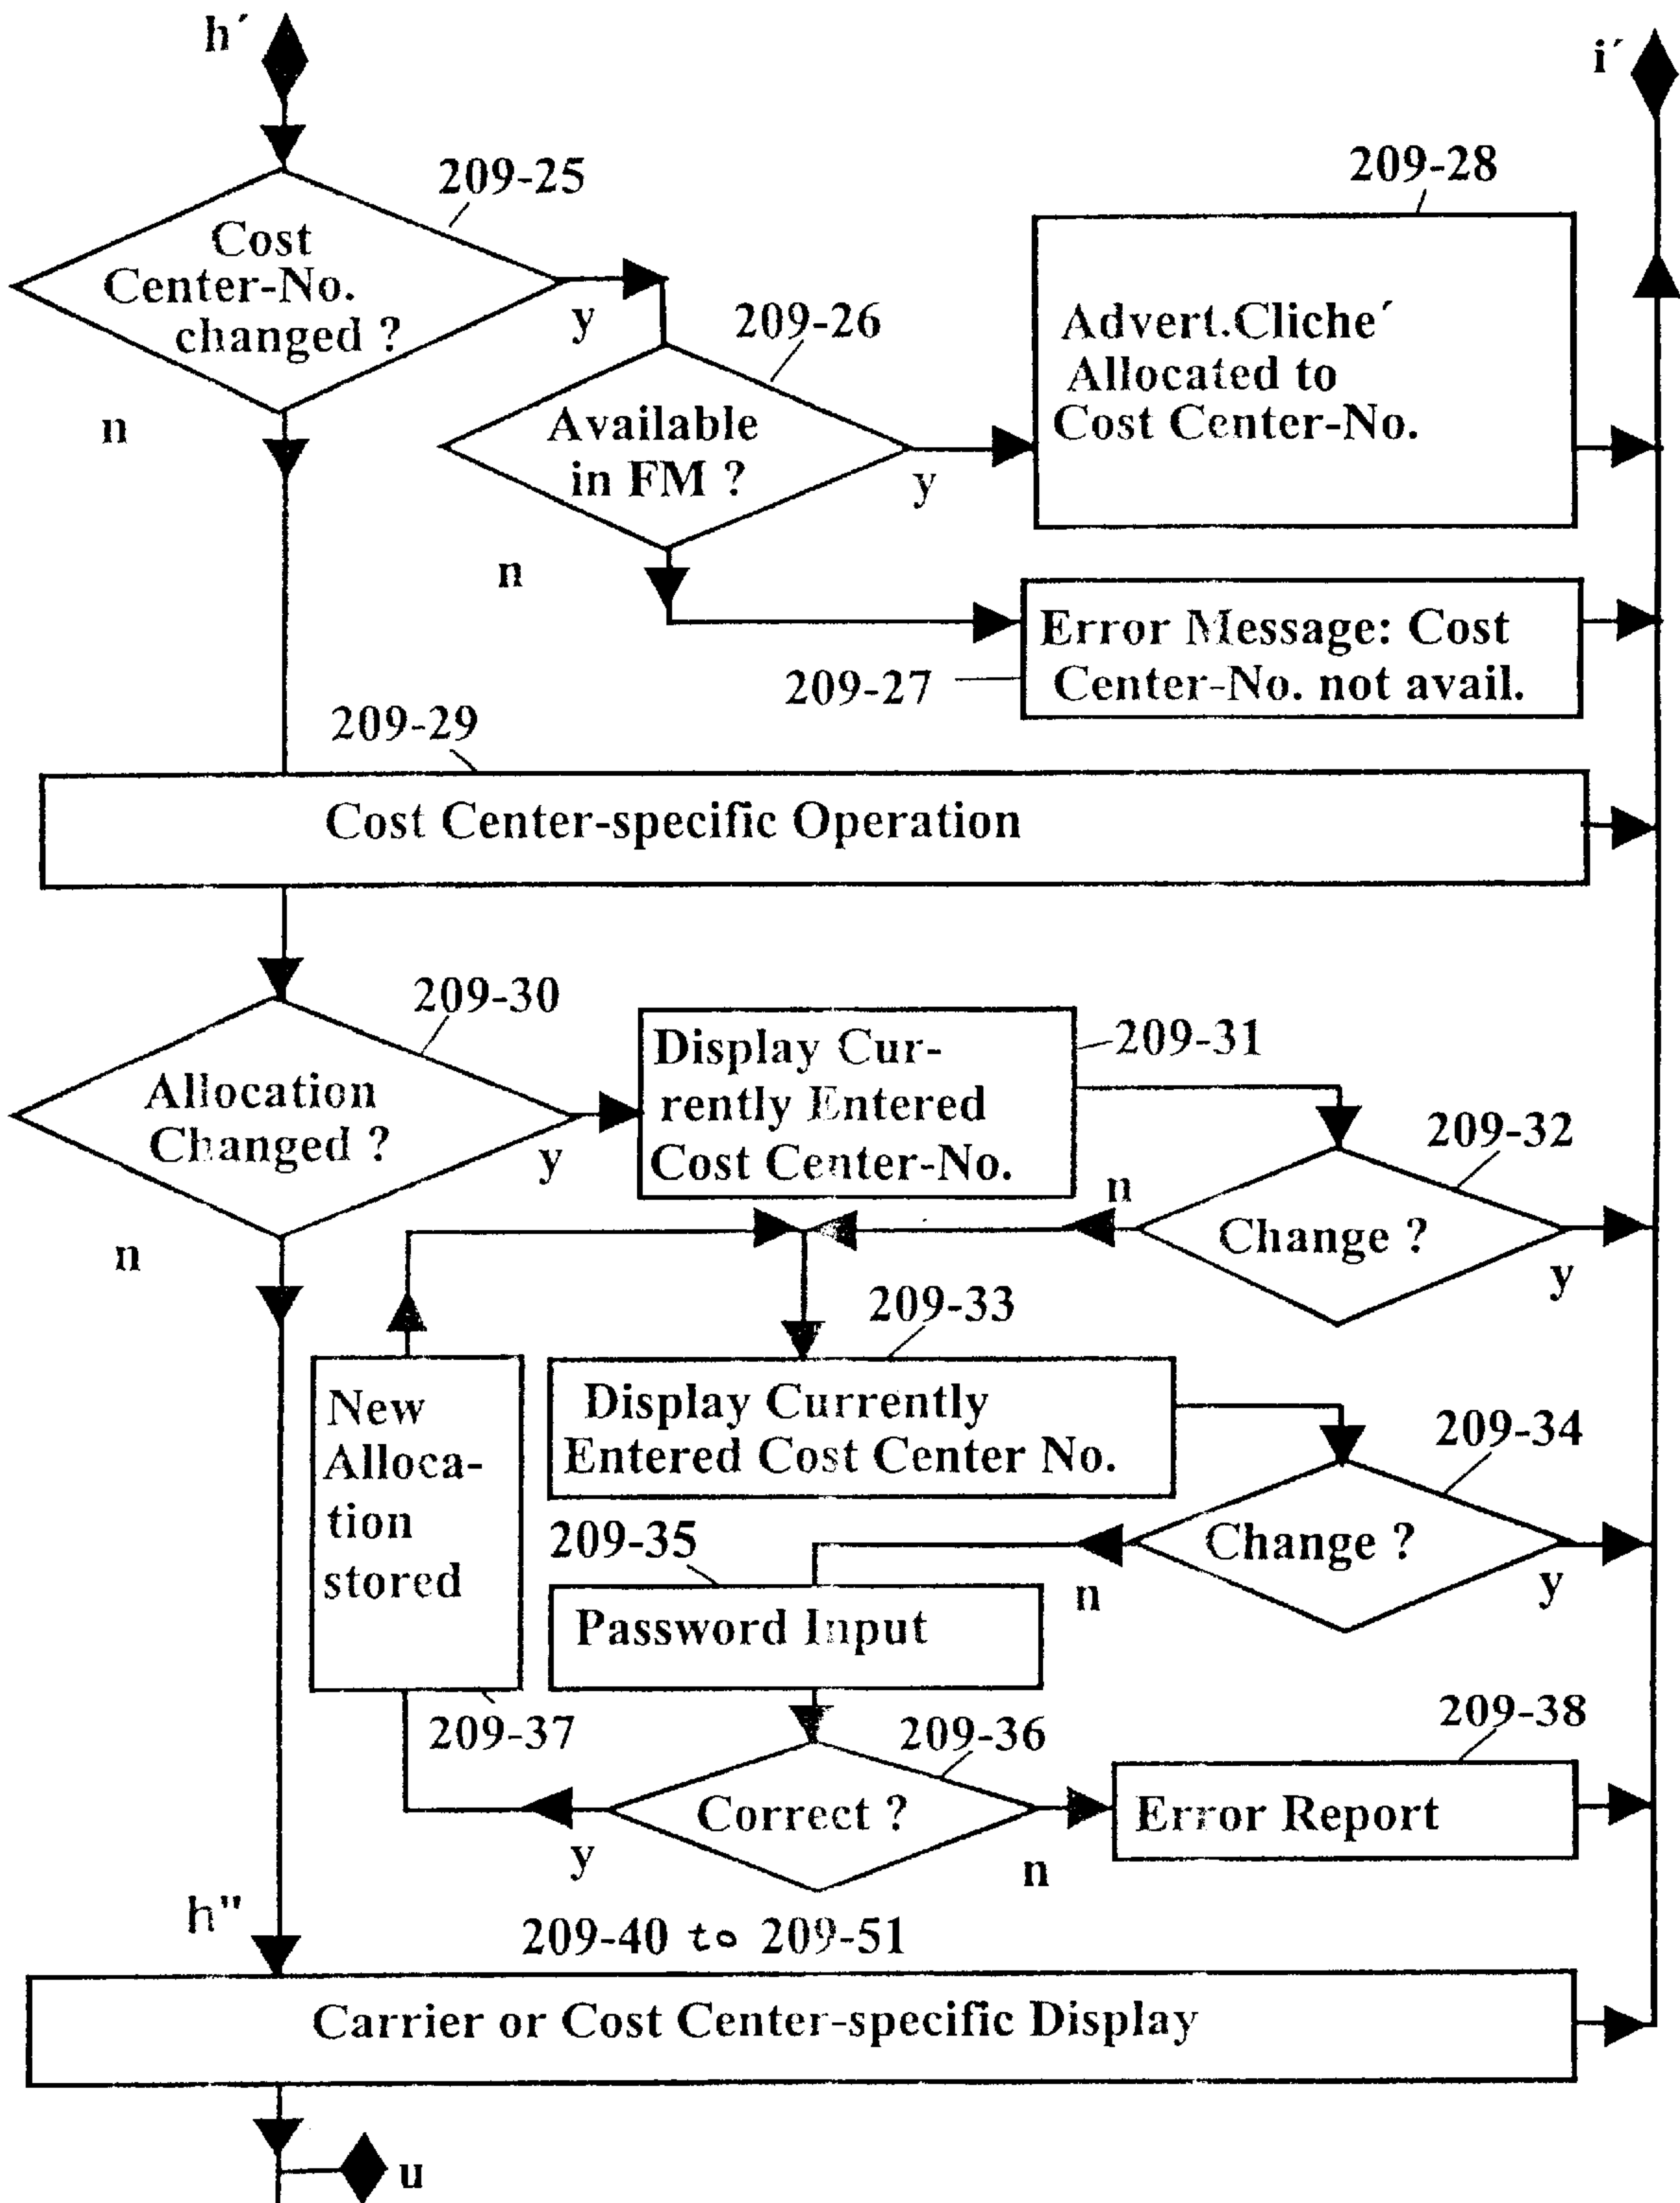 h´
i´
209-25
Cost
Center-No.
changed ?
y
n
209-26
Available
in FM ?
y
n
209-28
Advert.Cliche´
Allocated to
Cost Center-No.
Error Message: Cost
Center-No. not avail.
209-27
209-29
Cost Center-specific Operation
209-30
Allocation
Changed ?
y
n
Display Cur-
rently Entered
Cost Center-No.
209-31
209-32
Change ?
n
y
209-33
Display Currently
Entered Cost Center No.
209-34
Change ?
n
y
209-35
Password Input
New
Alloca-
tion
stored
209-37
209-36
Correct ?
y
n
209-38
Error Report
h"
209-40 to 209-51
Carrier or Cost Center-specific Display
u